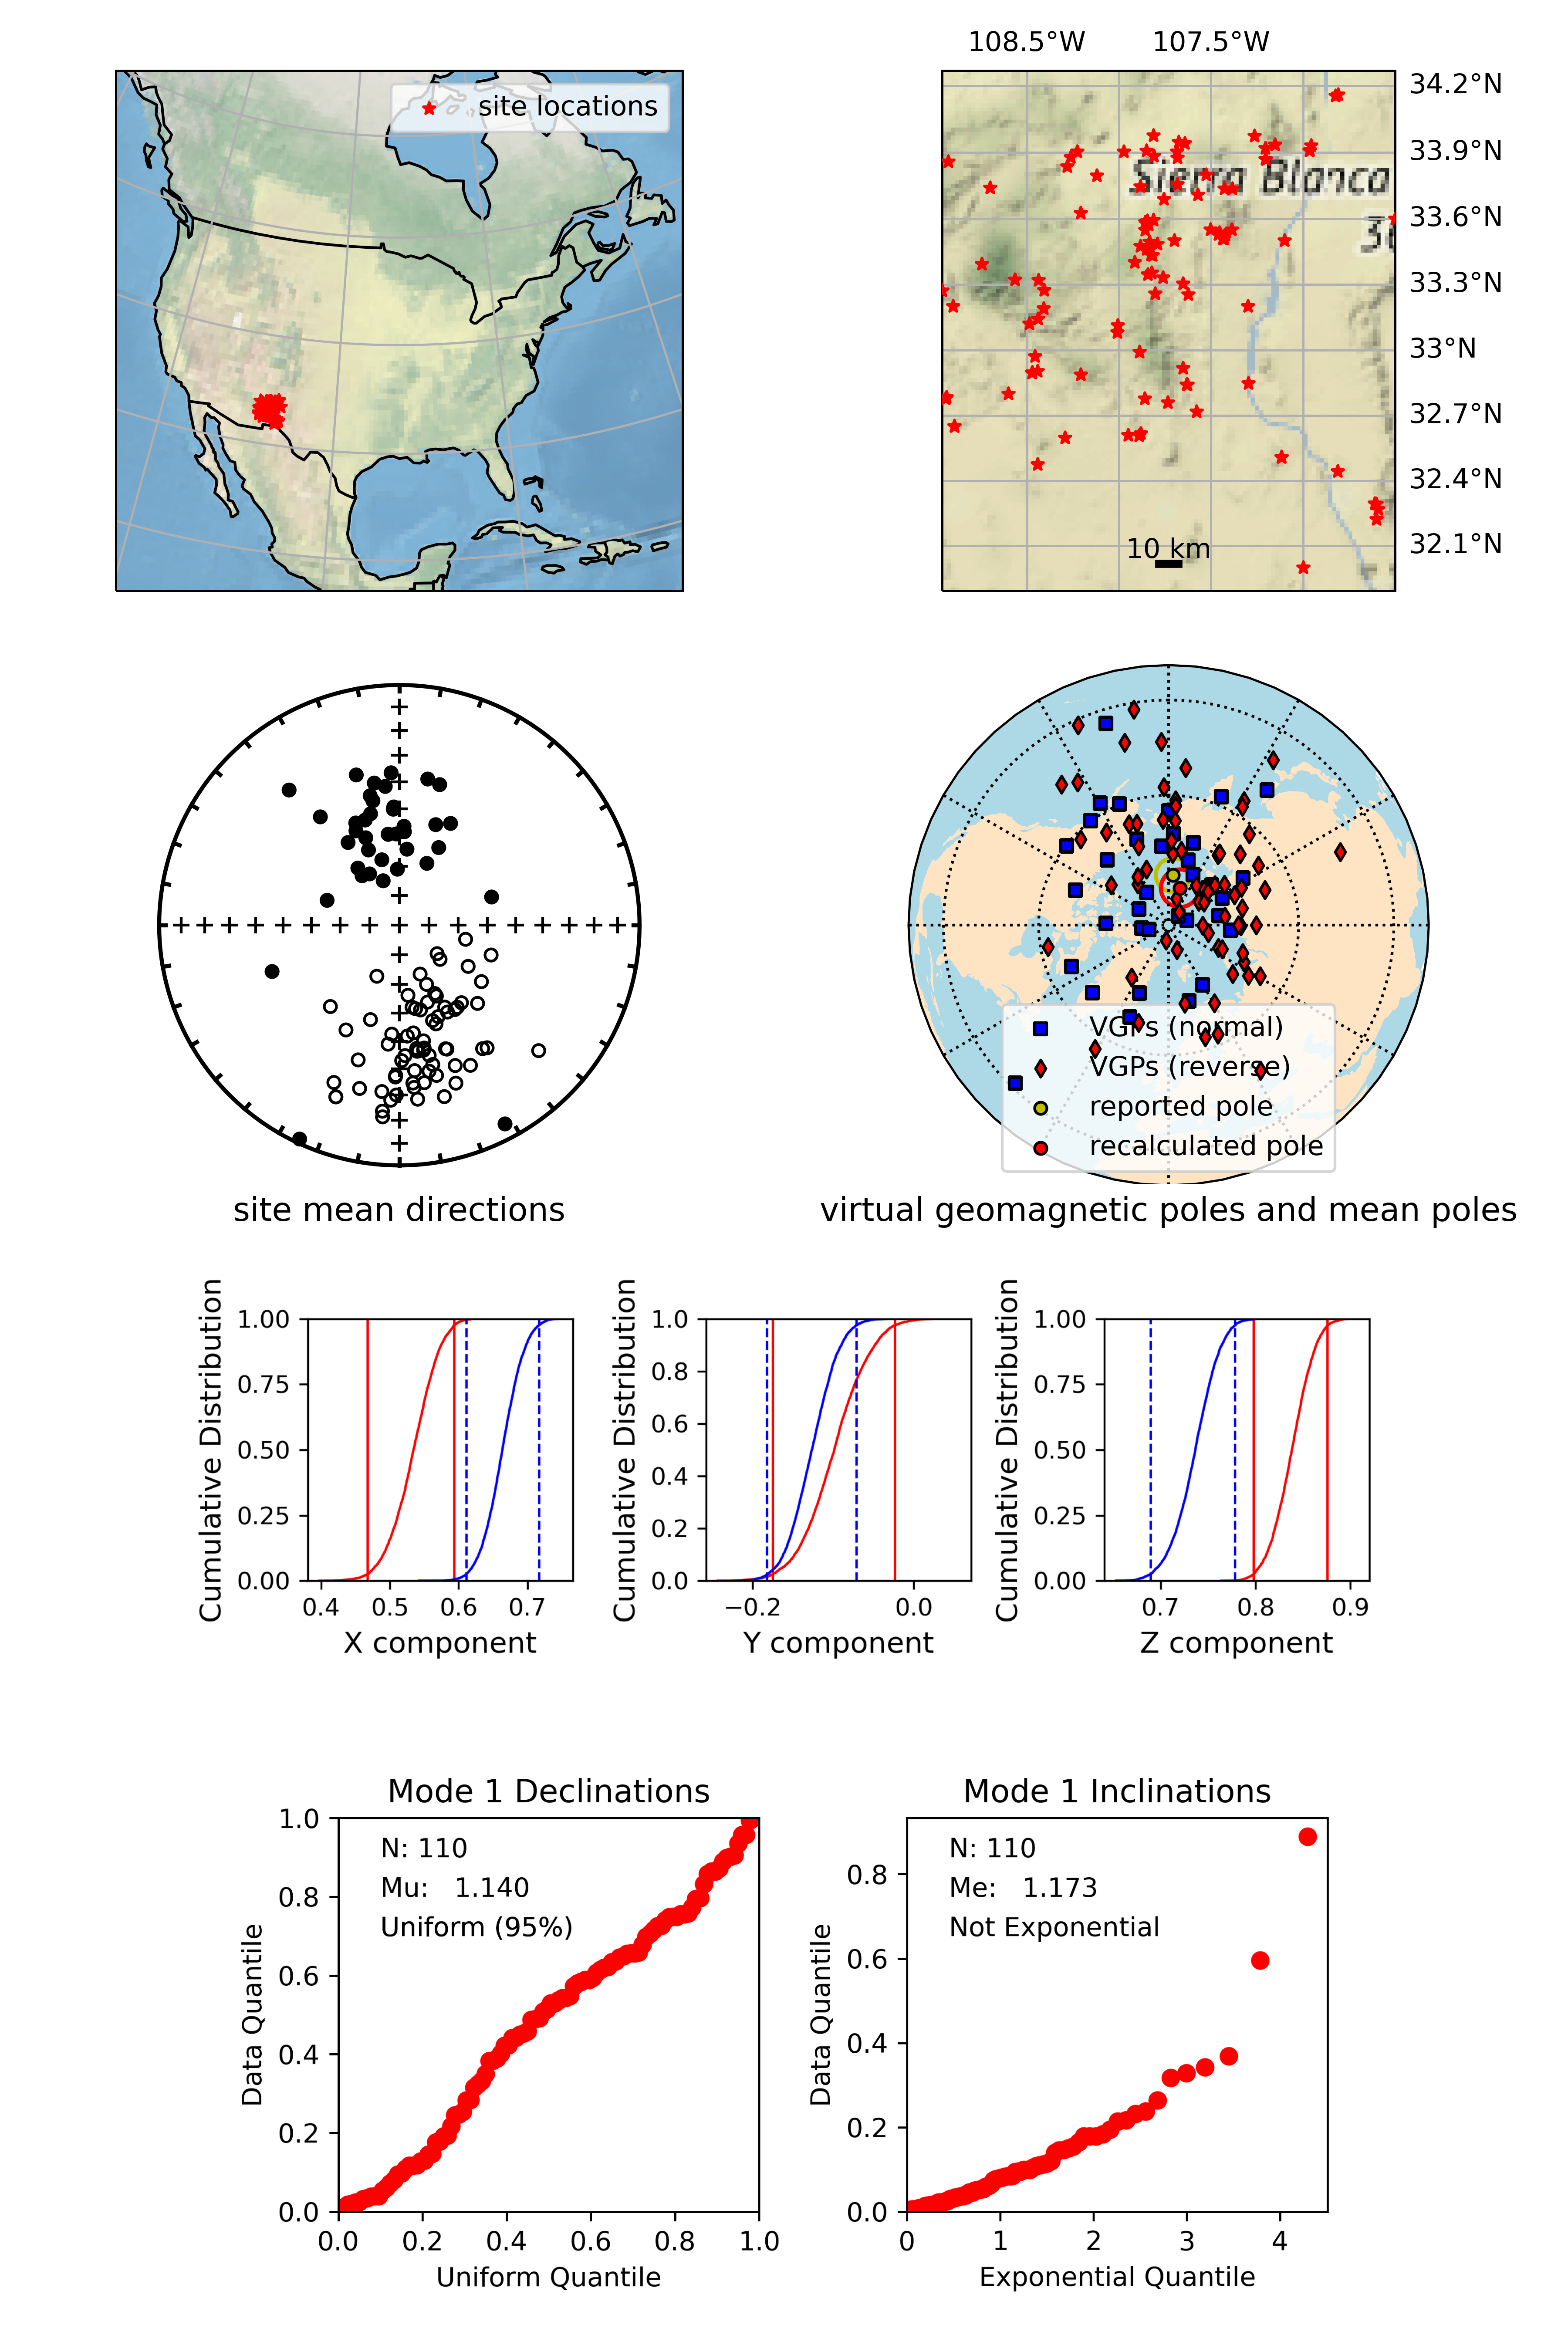 108.5°W 107.5°W
site locations
34.2°N
33.9°N
Sierra Blanca
33.6°N
33.3°N
33°N
32.7°N
32.4°N
32.1°N
10 km
VGPs (normal)
VGPs (reverse)
reported pole
recalculated pole
site mean directions
virtual geomagnetic poles and mean poles
Cumulative Distribution
1.00
0.75
0.50
0.25
0.00
0.4 0.5 0.6 0.7
X component
Cumulative Distribution
1.0
0.8
0.6
0.4
0.2
0.0
−0.2 0.0
Y component
Cumulative Distribution
1.00
0.75
0.50
0.25
0.00
0.7 0.8 0.9
Z component
Mode 1 Declinations
N: 110
Mu: 1.140
Uniform (95%)
Data Quantile
1.0
0.8
0.6
0.4
0.2
0.0
0.0 0.2 0.4 0.6 0.8 1.0
Uniform Quantile
Mode 1 Inclinations
N: 110
Me: 1.173
Not Exponential
Data Quantile
0.8
0.6
0.4
0.2
0.0
0 1 2 3 4
Exponential Quantile